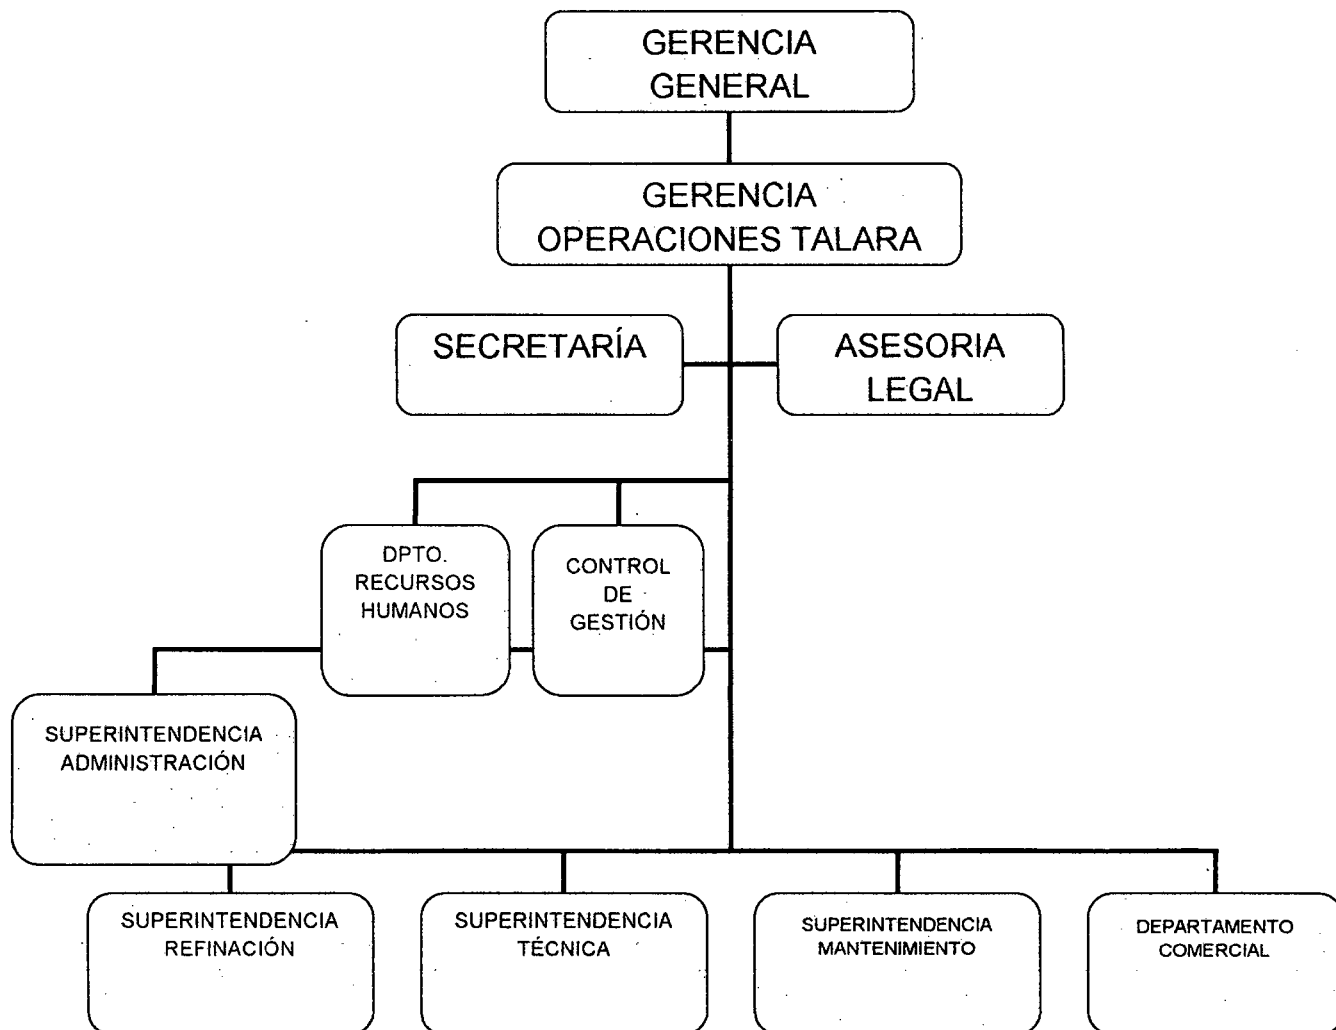 GERENCIA
GENERAL
GERENCIA
OPERACIONES TALARA
SECRETARÍA
ASESORIA
LEGAL
DPTO.
RECURSOS
HUMANOS
CONTROL
DE
GESTIÓN
SUPERINTENDENCIA
ADMINISTRACIÓN
SUPERINTENDENCIA
REFINACIÓN
SUPERINTENDENCIA
TÉCNICA
SUPERINTENDENCIA
MANTENIMIENTO
DEPARTAMENTO
COMERCIAL